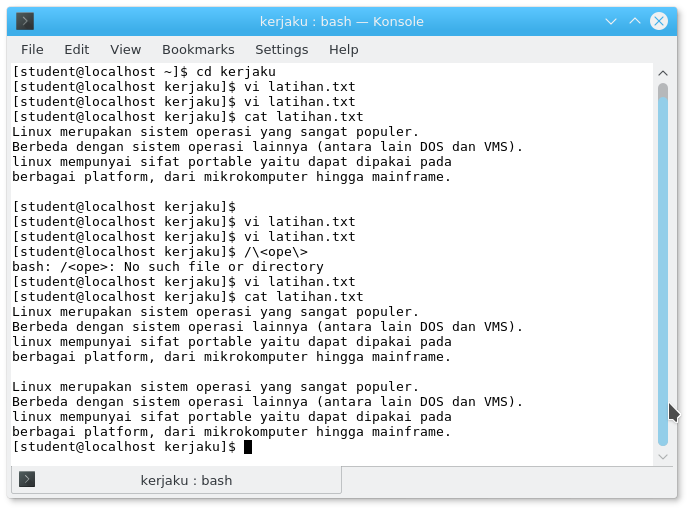 kerjaku : bash — Konsole
File Edit View Bookmarks Settings Help
[student@localhost ~]$ cd kerjaku
[student@localhost kerjaku]$ vi latihan.txt
[student@localhost kerjaku]$ vi latihan.txt
[student@localhost kerjaku]$ cat latihan.txt
Linux merupakan sistem operasi yang sangat populer.
Berbeda dengan sistem operasi lainnya (antara lain DOS dan VMS).
linux mempunyai sifat portable yaitu dapat dipakai pada
berbagai platform, dari mikrokomputer hingga mainframe.

[student@localhost kerjaku]$
[student@localhost kerjaku]$ vi latihan.txt
[student@localhost kerjaku]$ vi latihan.txt
[student@localhost kerjaku]$ /\<ope\>
bash: /<ope>: No such file or directory
[student@localhost kerjaku]$ vi latihan.txt
[student@localhost kerjaku]$ cat latihan.txt
Linux merupakan sistem operasi yang sangat populer.
Berbeda dengan sistem operasi lainnya (antara lain DOS dan VMS).
linux mempunyai sifat portable yaitu dapat dipakai pada
berbagai platform, dari mikrokomputer hingga mainframe.

Linux merupakan sistem operasi yang sangat populer.
Berbeda dengan sistem operasi lainnya (antara lain DOS dan VMS).
linux mempunyai sifat portable yaitu dapat dipakai pada
berbagai platform, dari mikrokomputer hingga mainframe.
[student@localhost kerjaku]$
kerjaku : bash